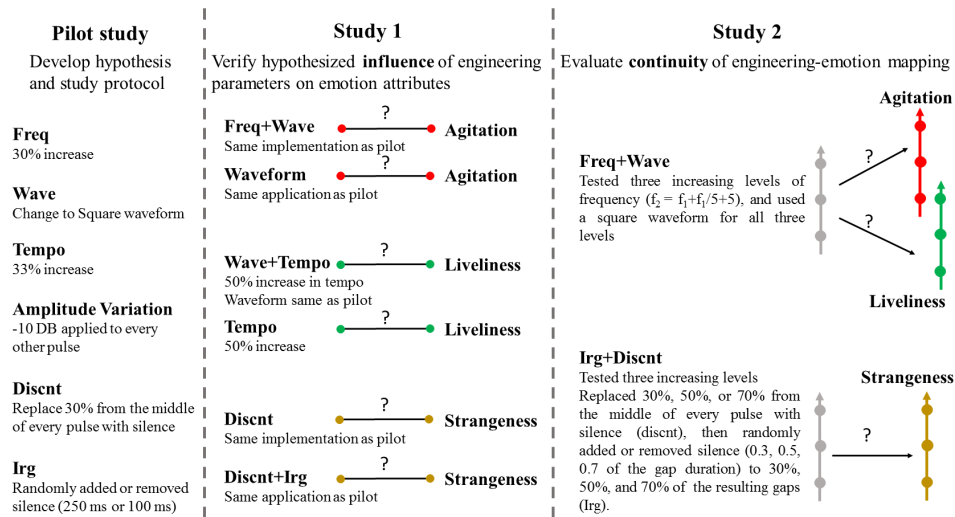 Pilot study
Develop hypothesis
and study protocol
Freq
30% increase
Wave
Change to Square waveform
Tempo
33% increase
Amplitude Variation
-10 DB applied to every
other pulse
Discnt
Replace 30% from the middle
of every pulse with silence
Irg
Randomly added or removed
silence (250 ms or 100 ms)
Study 1
Verify hypothesized influence of engineering
parameters on emotion attributes
?
Freq+Wave Agitation
Same implementation as pilot
?
Waveform Agitation
Same application as pilot
?
Wave+Tempo Liveliness
50% increase in tempo
Waveform same as pilot
?
Tempo Liveliness
50% increase
?
Discnt Strangeness
Same implementation as pilot
?
Discnt+Irg Strangeness
Same application as pilot
Study 2
Evaluate continuity of engineering-emotion mapping
Agitation
Freq+Wave
Tested three increasing levels of
frequency (f2 = f1+f1/5+5), and used
a square waveform for all three
levels
?
?
Liveliness
Irg+Discnt
Tested three increasing levels
Replaced 30%, 50%, or 70% from
the middle of every pulse with
silence (discnt), then randomly
added or removed silence (0.3, 0.5,
0.7 of the gap duration) to 30%,
50%, and 70% of the resulting gaps
(Irg).
Strangeness
?